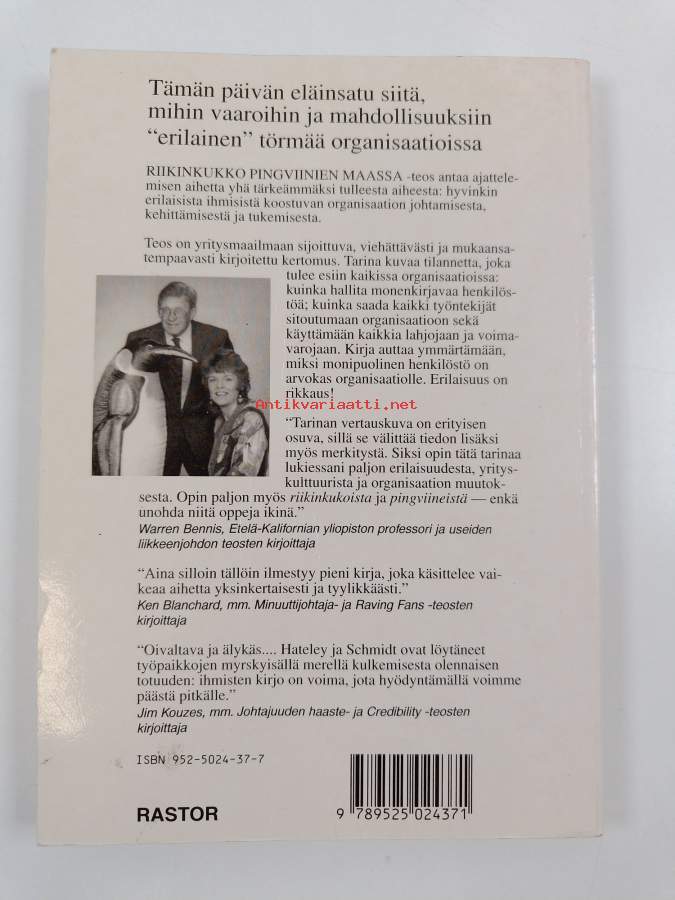 Tämän päivän eläinsatu siitä,
mihin vaaroihin ja mahdollisuuksiin
“erilainen” törmää organisaatioissa
RIIKINKUKKO PINGVIINIEN MAASSA -teos antaa ajattele-
misen aihetta yhä tärkeämmäksi tulleesta aiheesta: hyvinkin
erilaisista ihmisistä koostuvan organisaation johtamisesta,
kehittämisestä ja tukemisesta.
Teos on yritysmaailmaan sijoittuva, viehättävästi ja mukaansa-
tempaavasti kirjoitettu kertomus. Tarina kuvaa tilannetta, joka
tulee esiin kaikissa organisaatioissa:
kuinka hallita monenkirjavaa henkilös-
töä; kuinka saada kaikki työntekijät
sitoutumaan organisaatioon sekä
käyttämään kaikkia lahjojaan ja voima-
varojaan. Kirja auttaa ymmärtämään,
miksi monipuolinen henkilöstö on
arvokas organisaatiolle. Erilaisuus on
rikkaus!
Antikvariaatti.net
“Tarinan vertauskuva on erityisen
osuva, sillä se välittää tiedon lisäksi
myös merkitystä. Siksi opin tätä tarinaa
lukiessani paljon erilaisuudesta, yritys-
kulttuurista ja organisaation muutok-
sesta. Opin paljon myös riikinkukoista ja pingviineistä — enkä
unohda niitä oppeja ikinä.”
Warren Bennis, Etelä-Kalifornian yliopiston professori ja useiden
liikkeenjohdon teosten kirjoittaja
“Aina silloin tällöin ilmestyy pieni kirja, joka käsittelee vai-
keaa aihetta yksinkertaisesti ja tyylikkäästi.”
Ken Blanchard, mm. Minuuttijohtaja- ja Raving Fans -teosten
kirjoittaja
“Oivaltava ja älykäs.... Hateley ja Schmidt ovat löytäneet
työpaikkojen myrskyisällä merellä kulkemisesta olennaisen
totuuden: ihmisten kirjo on voima, jota hyödyntämällä voimme
päästä pitkälle.”
Jim Kouzes, mm. Johtajuuden haaste- ja Credibility -teosten
kirjoittaja
ISBN 952-5024-37-7
RASTOR
9 789525 024371